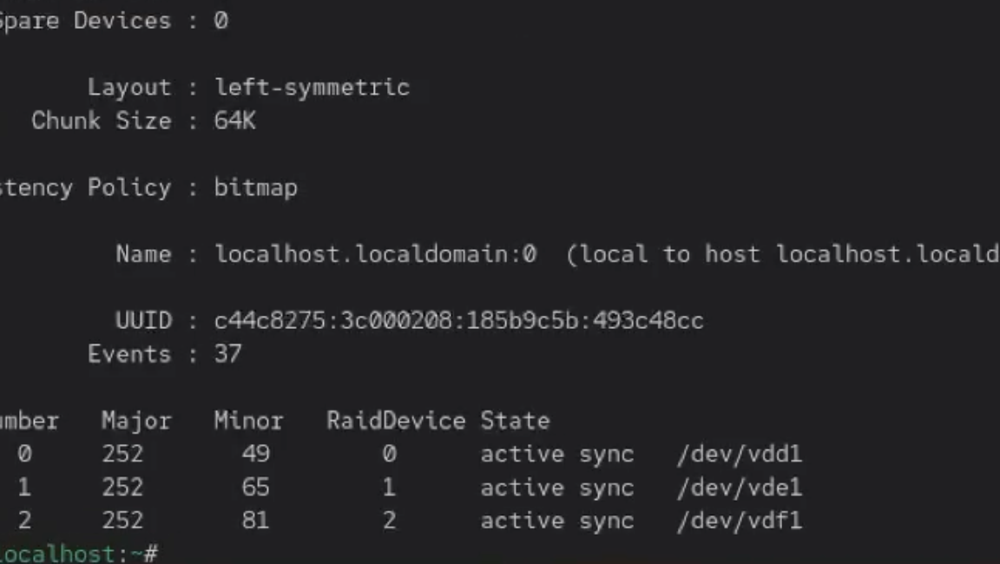 Spare Devices : 0
Layout : left-symmetric
Chunk Size : 64K
stency Policy : bitmap
Name : localhost.localdomain:0  (local to host localhost.locald
UUID : c44c8275:3c000208:185b9c5b:493c48cc
Events : 37
umber   Major   Minor   RaidDevice State
0     252       49        0      active sync   /dev/vdd1
1     252       65        1      active sync   /dev/vde1
2     252       81        2      active sync   /dev/vdf1
localhost:~#